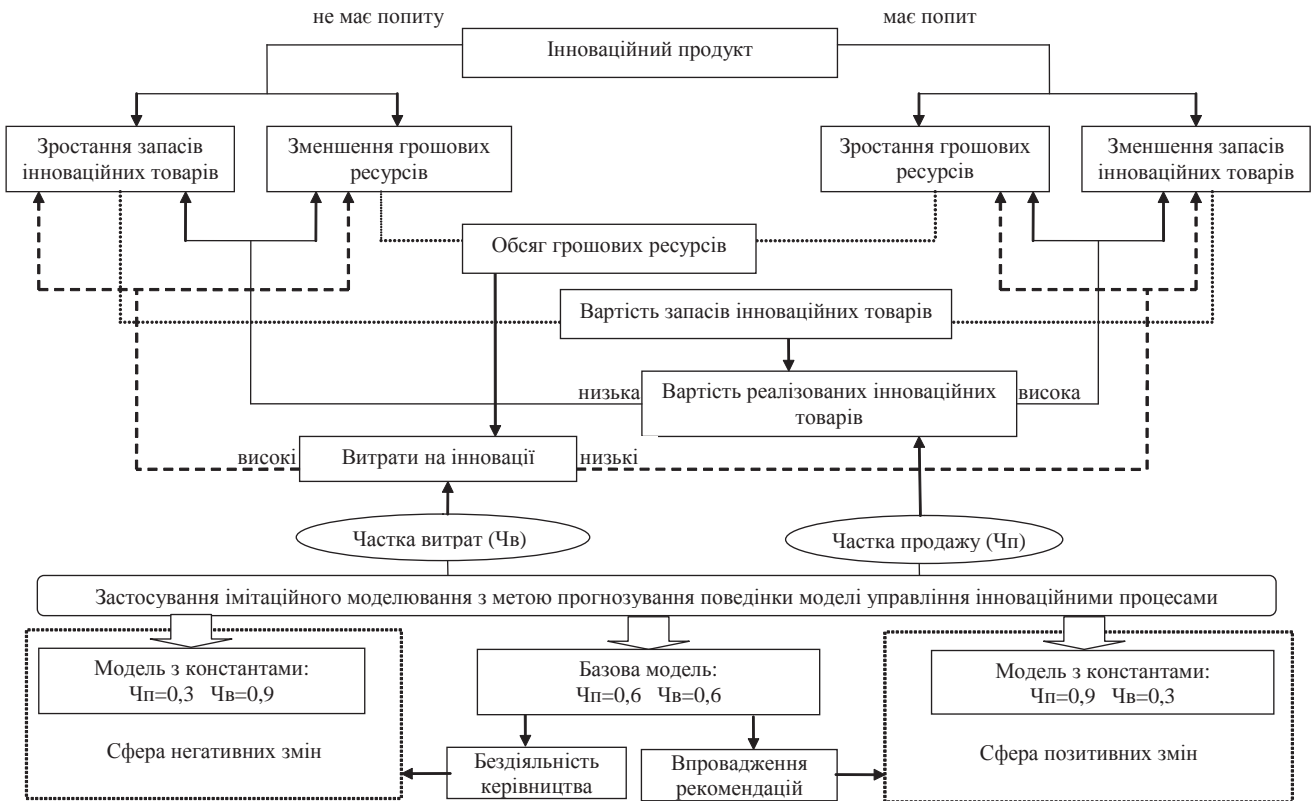 не має попиту
має попит
Інноваційний продукт
Зростання запасів
інноваційних товарів
Зменшення грошових
ресурсів
Зростання грошових
ресурсів
Зменшення запасів
інноваційних товарів
Обсяг грошових ресурсів
Вартість запасів інноваційних товарів
низька
Вартість реалізованих інноваційних
товарів
висока
високі
Витрати на інновації
низькі
Частка витрат (Чв)
Частка продажу (Чп)
Застосування імітаційного моделювання з метою прогнозування поведінки моделі управління інноваційними процесами
Модель з константами:
Чп=0,3 Чв=0,9
Сфера негативних змін
Базова модель:
Чп=0,6 Чв=0,6
Бездіяльність
керівництва
Впровадження
рекомендацій
Модель з константами:
Чп=0,9 Чв=0,3
Сфера позитивних змін